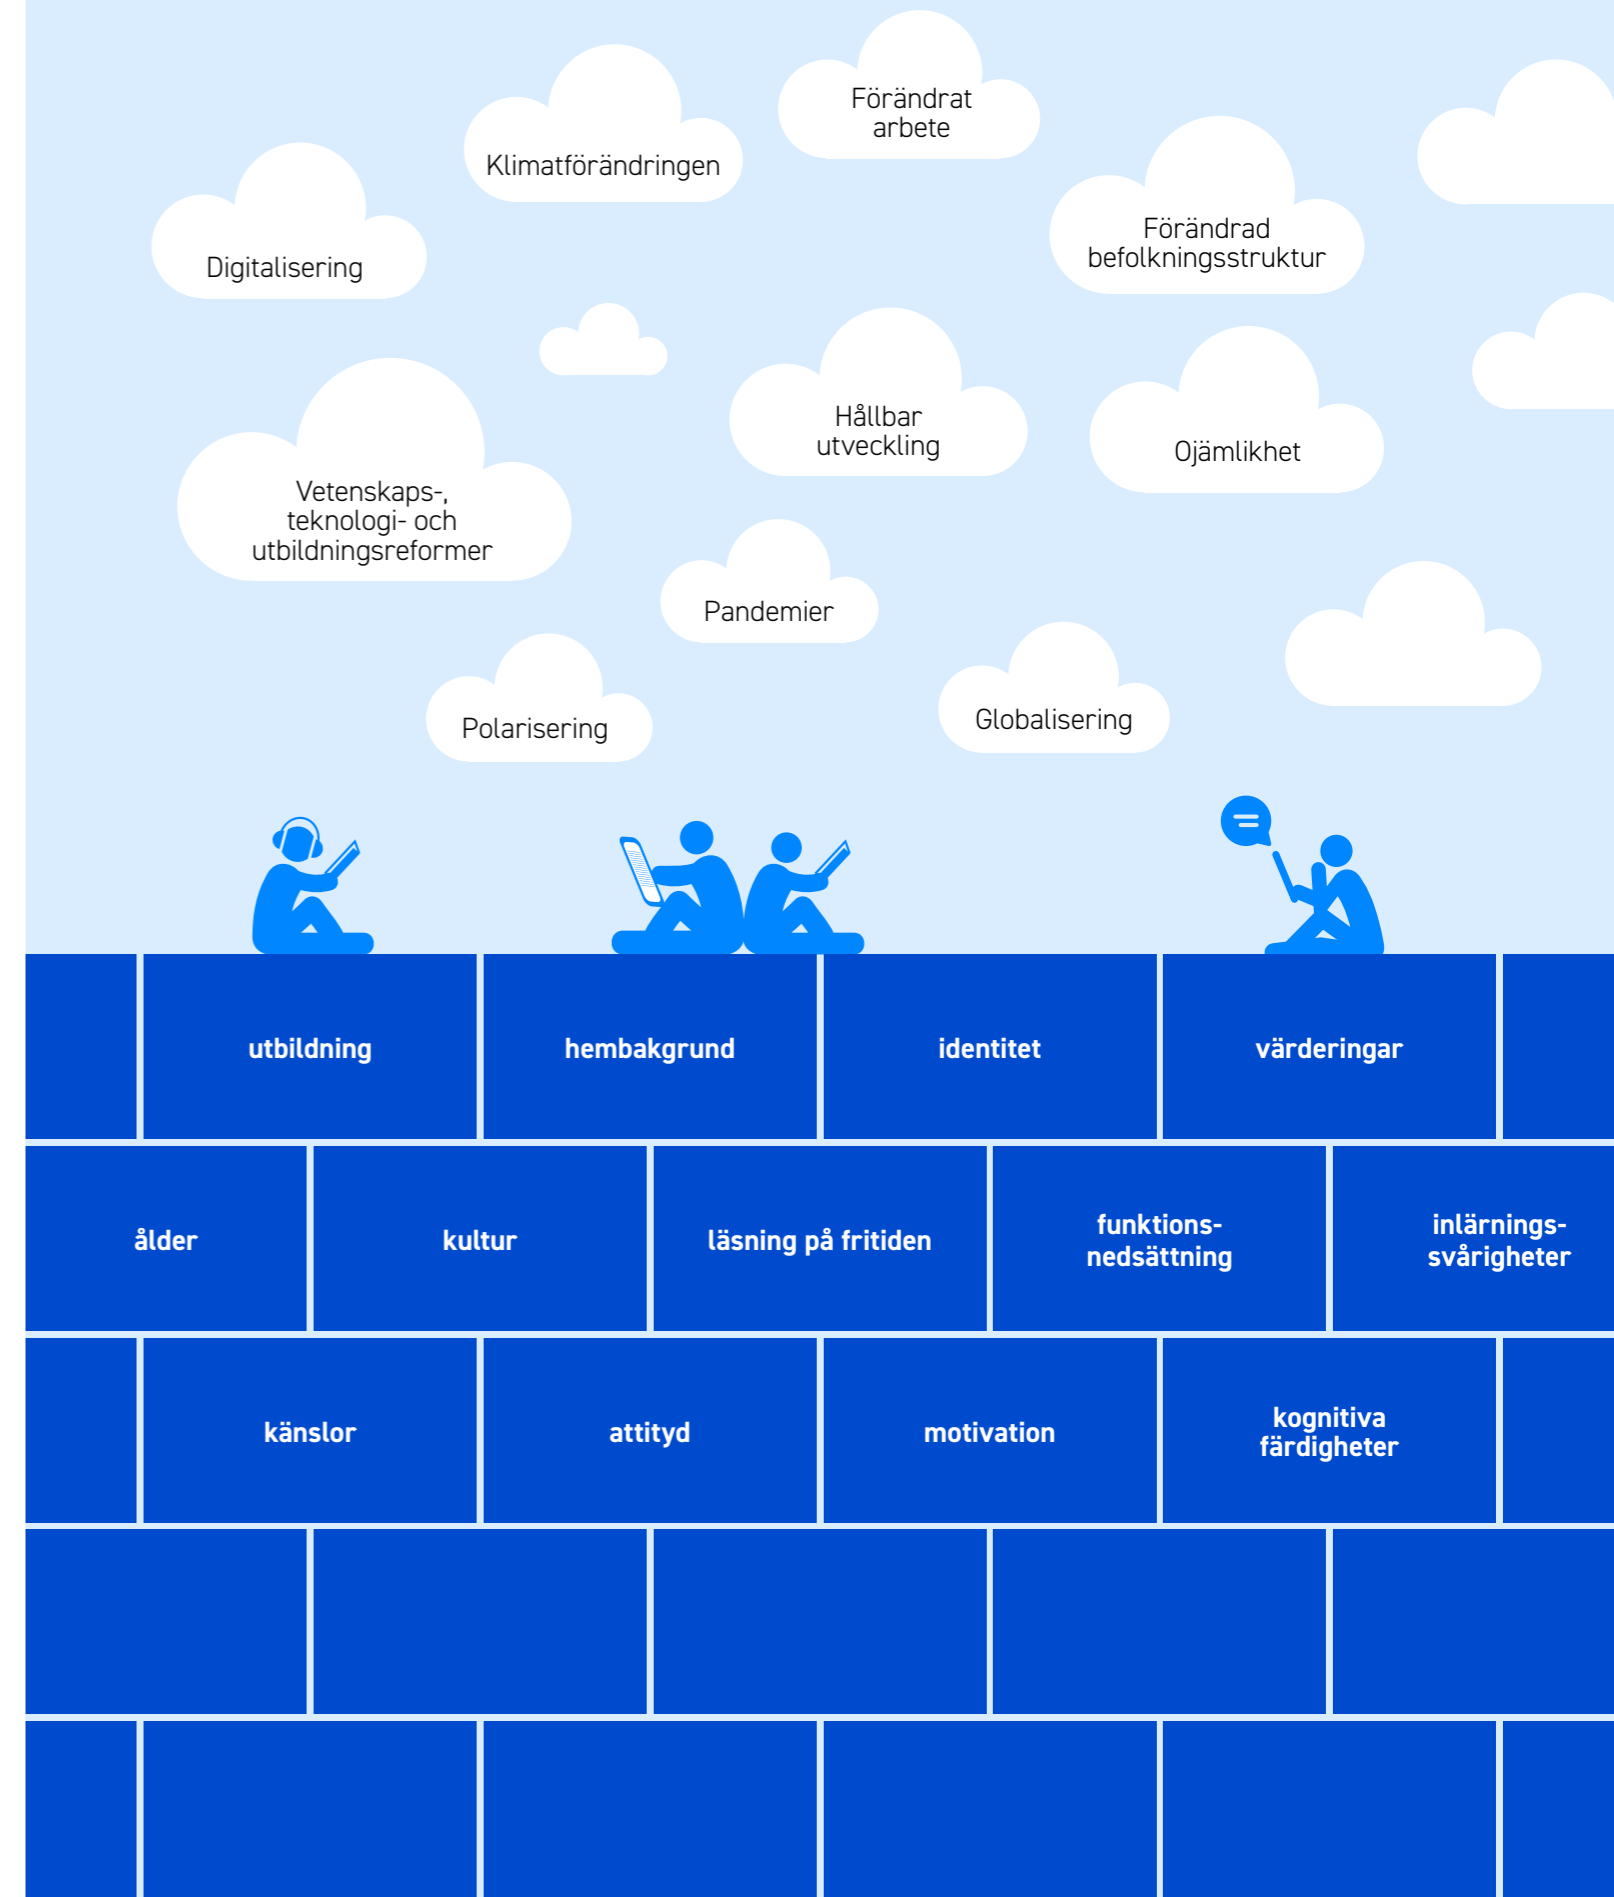 Förändrat
arbete
Klimatförändringen
Förändrad
befolkningsstruktur
Digitalisering
Hållbar
utveckling
Ojämlikhet
Vetenskaps-,
teknologi- och
utbildningsreformer
Pandemier
Polarisering
Globalisering
utbildning
hembakgrund
identitet
värderingar
ålder
kultur
läsning på fritiden
funktions-
nedsättning
inlärnings-
svårigheter
känslor
attityd
motivation
kognitiva
färdigheter